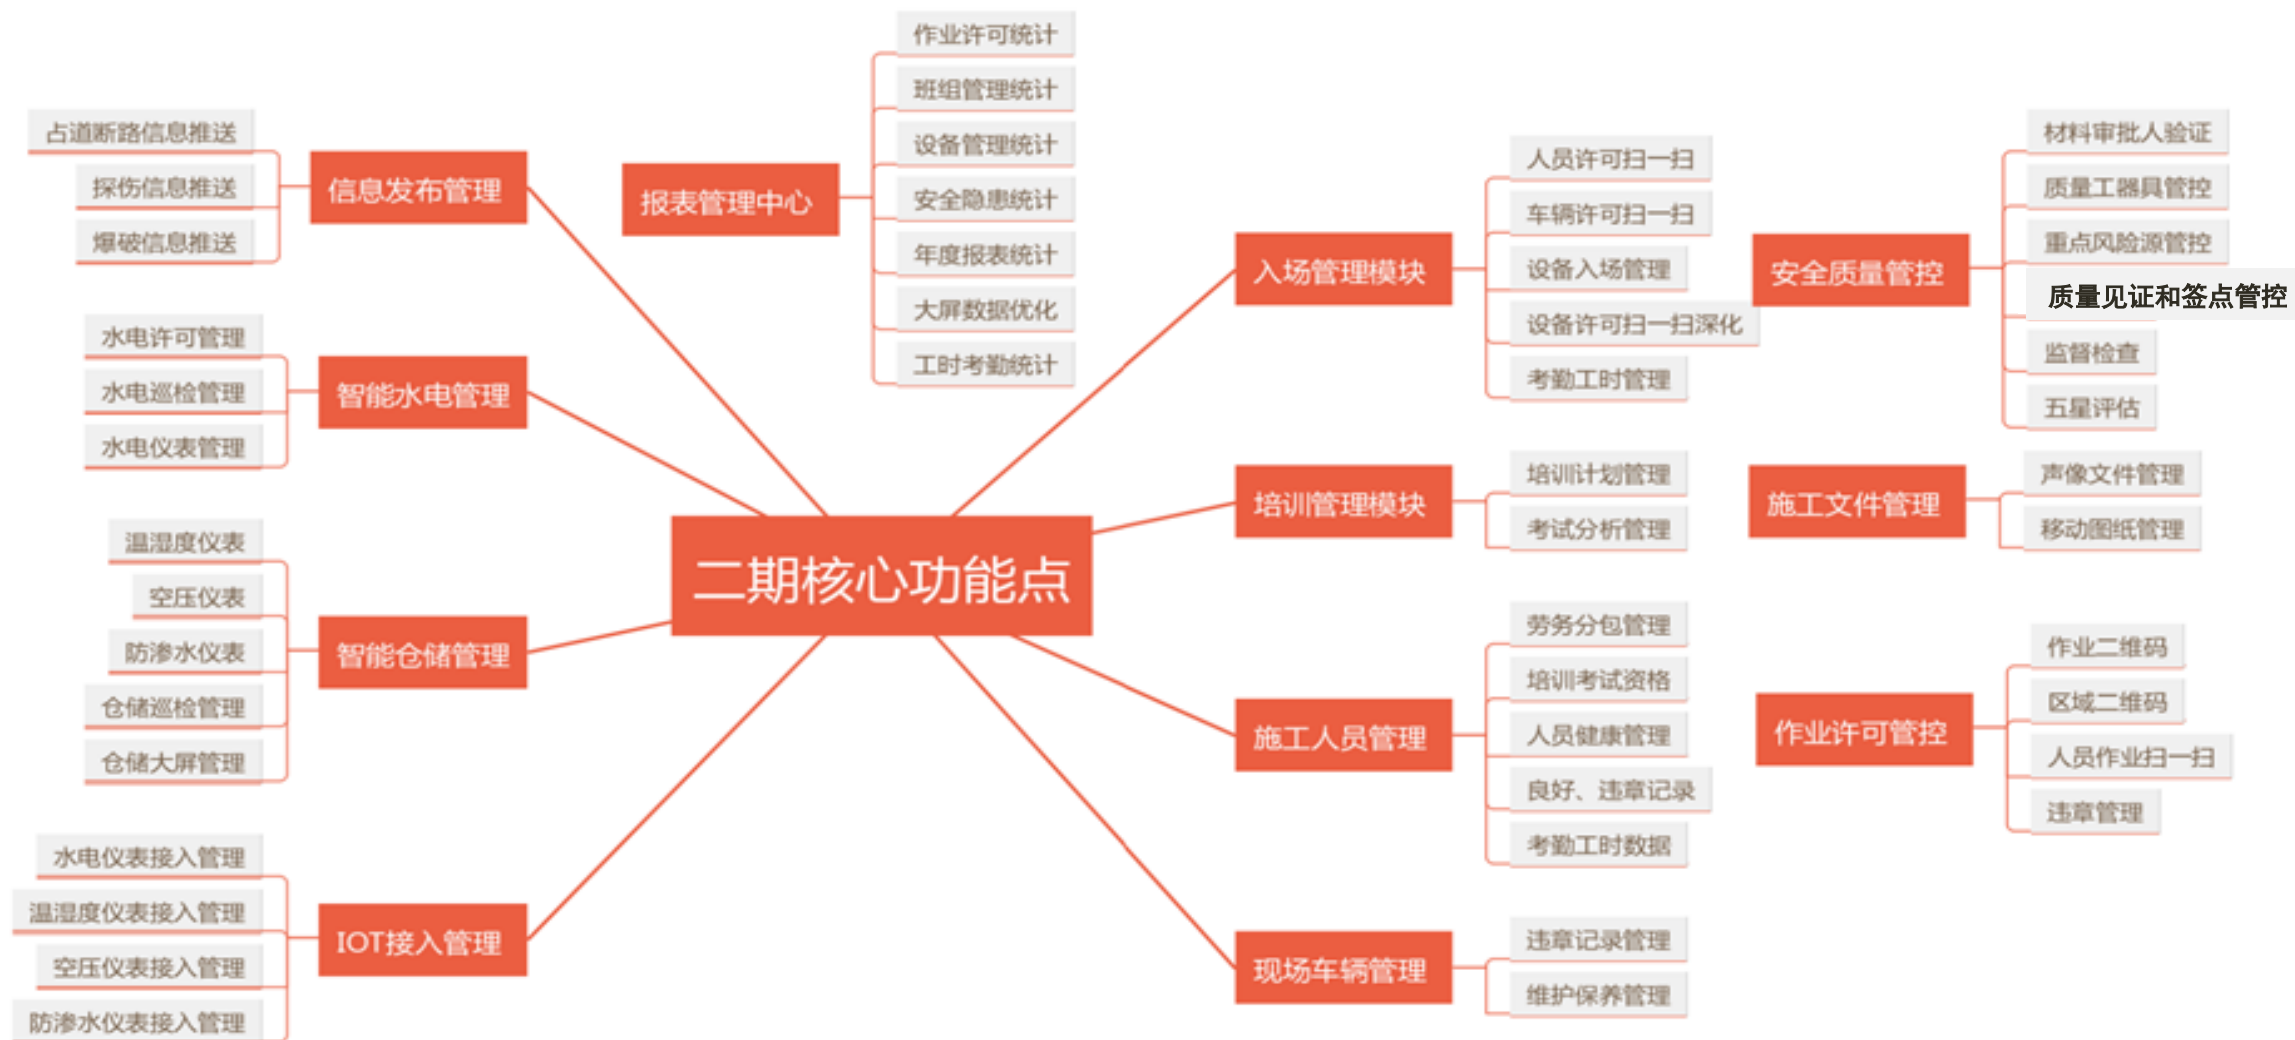 二期核心功能点
信息发布管理
占道断路信息推送
探伤信息推送
爆破信息推送
智能水电管理
水电许可管理
水电巡检管理
水电仪表管理
智能仓储管理
温湿度仪表
空压仪表
防渗水仪表
仓储巡检管理
仓储大屏管理
IOT接入管理
水电仪表接入管理
温湿度仪表接入管理
空压仪表接入管理
防渗水仪表接入管理
报表管理中心
作业许可统计
班组管理统计
设备管理统计
安全隐患统计
年度报表统计
大屏数据优化
工时考勤统计
入场管理模块
人员许可扫一扫
车辆许可扫一扫
设备入场管理
设备许可扫一扫深化
考勤工时管理
培训管理模块
培训计划管理
考试分析管理
施工人员管理
劳务分包管理
培训考试资格
人员健康管理
良好、违章记录
考勤工时数据
现场车辆管理
违章记录管理
维护保养管理
安全质量管控
材料审批人验证
质量工器具管控
重点风险源管控
质量见证和签点管控
监督检查
五星评估
施工文件管理
声像文件管理
移动图纸管理
作业许可管控
作业二维码
区域二维码
人员作业扫一扫
违章管理